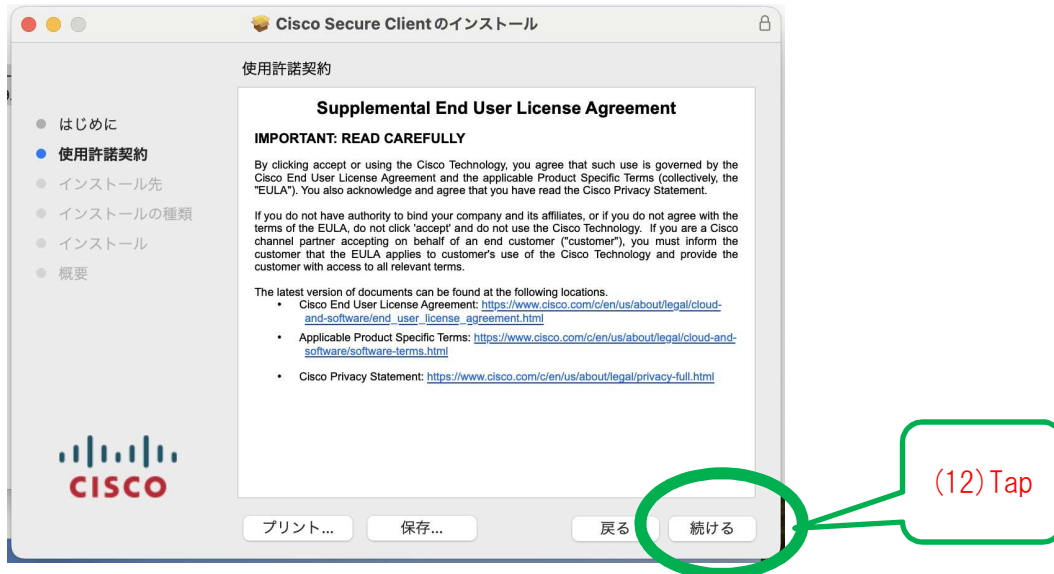 Cisco Secure Clientのインストール
使用許諾契約
はじめに
使用許諾契約
インストール先
インストールの種類
インストール
概要
Supplemental End User License Agreement
IMPORTANT: READ CAREFULLY
By clicking accept or using the Cisco Technology, you agree that such use is governed by the
Cisco End User License Agreement and the applicable Product Specific Terms (collectively, the
"EULA"). You also acknowledge and agree that you have read the Cisco Privacy Statement.
If you do not have authority to bind your company and its affiliates, or if you do not agree with the
terms of the EULA, do not click 'accept' and do not use the Cisco Technology. If you are a Cisco
channel partner accepting on behalf of an end customer ("customer"), you must inform the
customer that the EULA applies to customer's use of the Cisco Technology and provide the
customer with access to all relevant terms.
The latest version of documents can be found at the following locations.
• Cisco End User License Agreement: https://www.cisco.com/c/en/us/about/legal/cloud-
and-software/end_user_license_agreement.html
• Applicable Product Specific Terms: https://www.cisco.com/c/en/us/about/legal/cloud-and-
software/software-terms.html
• Cisco Privacy Statement: https://www.cisco.com/c/en/us/about/legal/privacy-full.html
CISCO
プリント... 保存... 戻る 続ける
(12)Tap